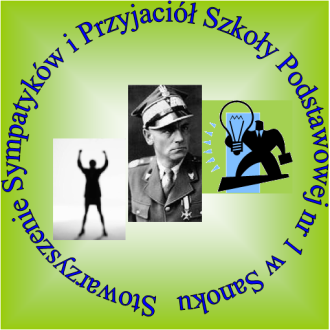 Stowarzyszenie Sympatyków i Przyjaciół Szkoły Podstawowej nr 1 w Sanoku